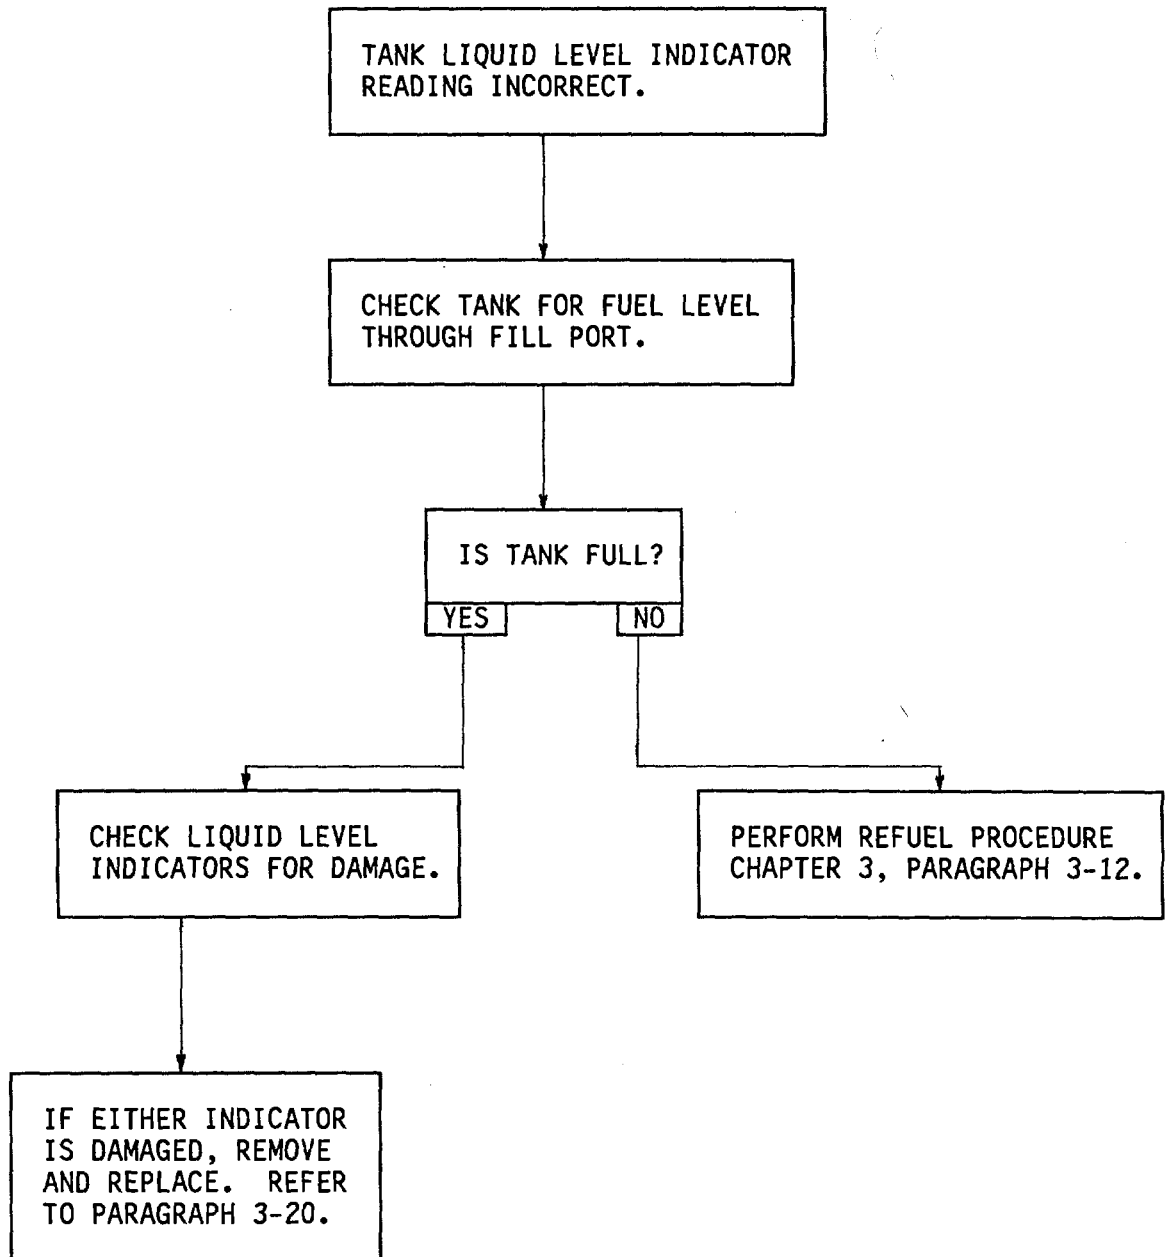 TANK LIQUID LEVEL INDICATOR
READING INCORRECT.
CHECK TANK FOR FUEL LEVEL
THROUGH FILL PORT.
IS TANK FULL?
YES
NO
CHECK LIQUID LEVEL
INDICATORS FOR DAMAGE.
PERFORM REFUEL PROCEDURE
CHAPTER 3, PARAGRAPH 3-12.
IF EITHER INDICATOR
IS DAMAGED, REMOVE
AND REPLACE. REFER
TO PARAGRAPH 3-20.